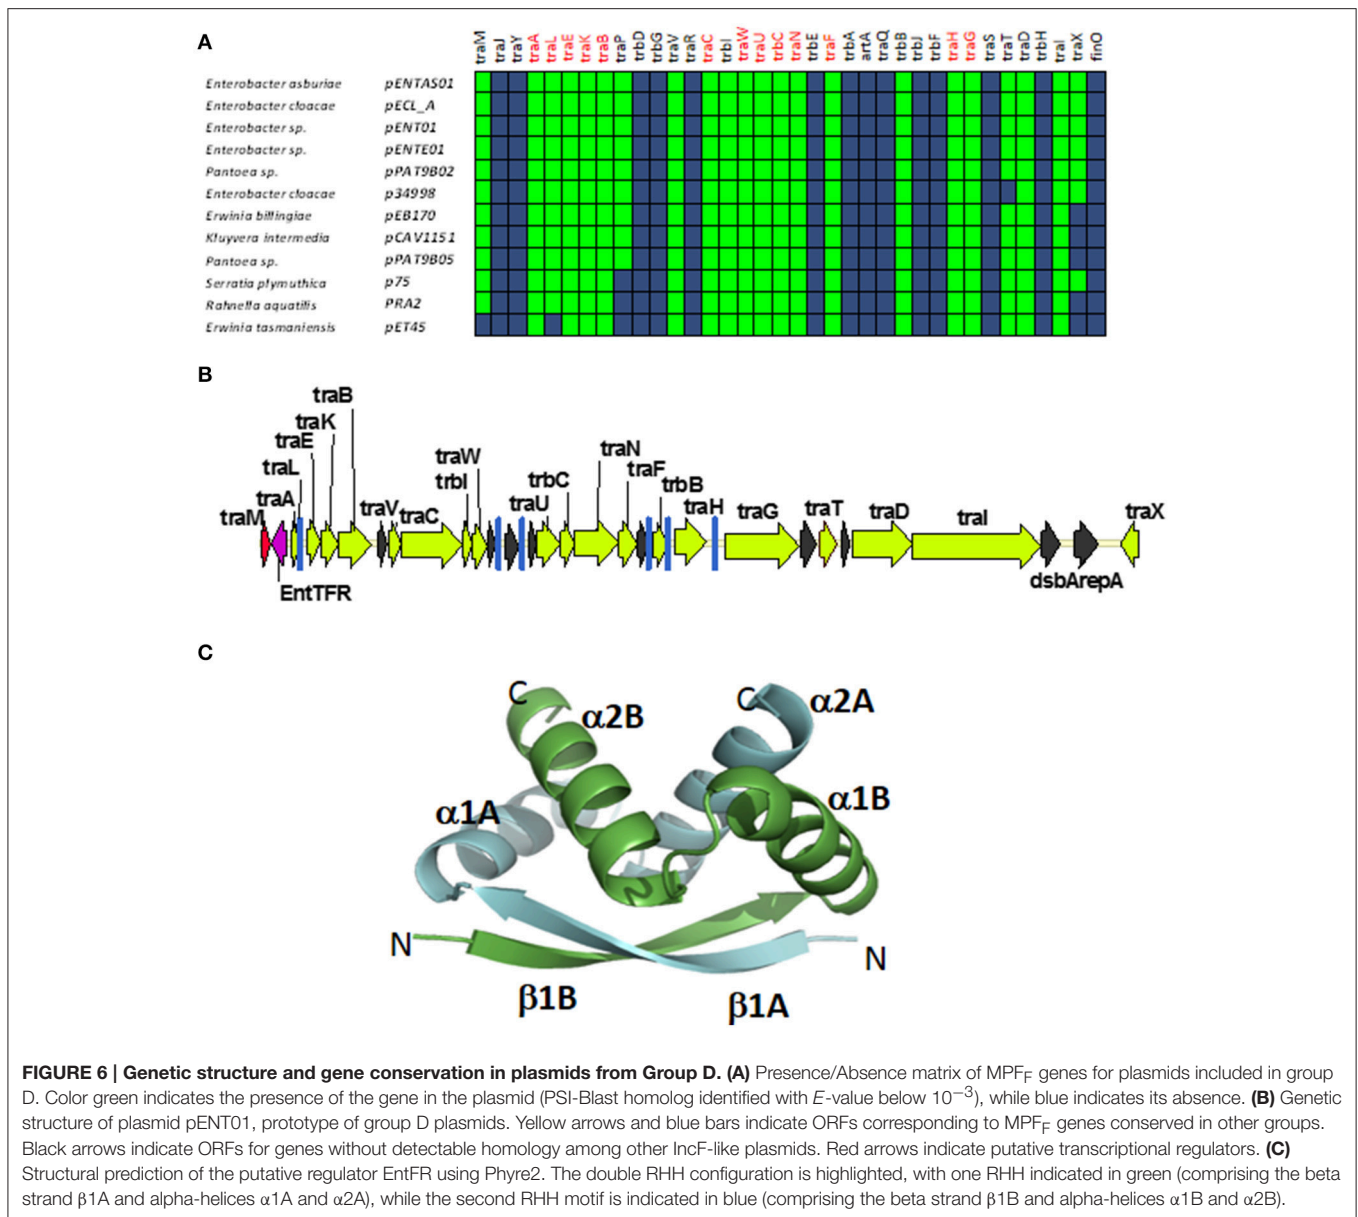 A
traM traJ traY traA traL traE traK traB traP trbD trbG traV traR traC trbI traW traU trbC traN trbE traF trbA artA traQ trbB trbJ trbF traH traG traS traT traD trbH traI traX finO
Enterobacter asburiae pENTAS01
Enterobacter cloacae pECL_A
Enterobacter sp. pENT01
Enterobacter sp. pENTE01
Pantoea sp. pPAT9B02
Enterobacter cloacae p34998
Erwinia billingiae pEB170
Kluyvera intermedia pCAV1151
Pantoea sp. pPAT9B05
Serratia plymuthica p75
Rahnella aquatilis PRA2
Erwinia tasmaniensis pET45
B
traB
traK
traE
traN
traW
traL
traF
trbI
trbC
trbB
traA
traV
traU
traH
traT
traM
traC
traG
traD
traI
traX
EntTFR
dsbA
repA
C
C
α2B
C
α2A
α1A
α1B
N
N
β1B
β1A
FIGURE 6 | Genetic structure and gene conservation in plasmids from Group D. (A) Presence/Absence matrix of MPFF genes for plasmids included in group
D. Color green indicates the presence of the gene in the plasmid (PSI-Blast homolog identified with E-value below 10−3), while blue indicates its absence. (B) Genetic
structure of plasmid pENT01, prototype of group D plasmids. Yellow arrows and blue bars indicate ORFs corresponding to MPFF genes conserved in other groups.
Black arrows indicate ORFs for genes without detectable homology among other IncF-like plasmids. Red arrows indicate putative transcriptional regulators. (C)
Structural prediction of the putative regulator EntFR using Phyre2. The double RHH configuration is highlighted, with one RHH indicated in green (comprising the beta
strand β1A and alpha-helices α1A and α2A), while the second RHH motif is indicated in blue (comprising the beta strand β1B and alpha-helices α1B and α2B).